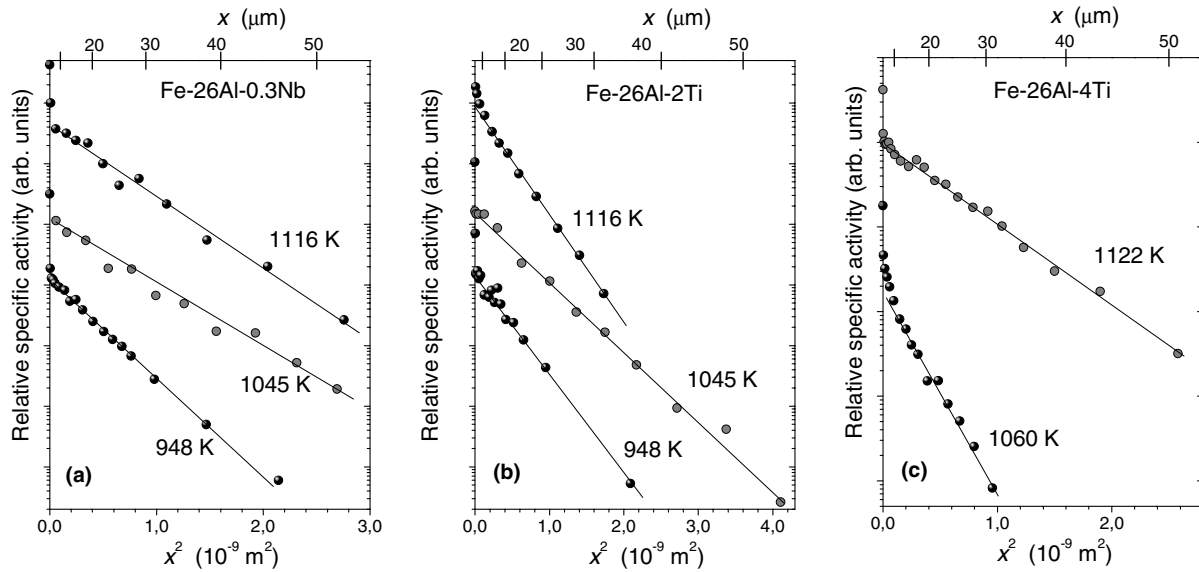 x (μm)
20 30 40 50
Relative specific activity (arb. units)
Fe-26Al-0.3Nb
1116 K
1045 K
948 K
(a)
0,0 1,0 2,0 3,0
x² (10⁻⁹ m²)
x (μm)
20 30 40 50
Relative specific activity (arb. units)
Fe-26Al-2Ti
1116 K
1045 K
948 K
(b)
0,0 1,0 2,0 3,0 4,0
x² (10⁻⁹ m²)
x (μm)
20 30 40 50
Relative specific activity (arb. units)
Fe-26Al-4Ti
1122 K
1060 K
(c)
0,0 1,0 2,0
x² (10⁻⁹ m²)